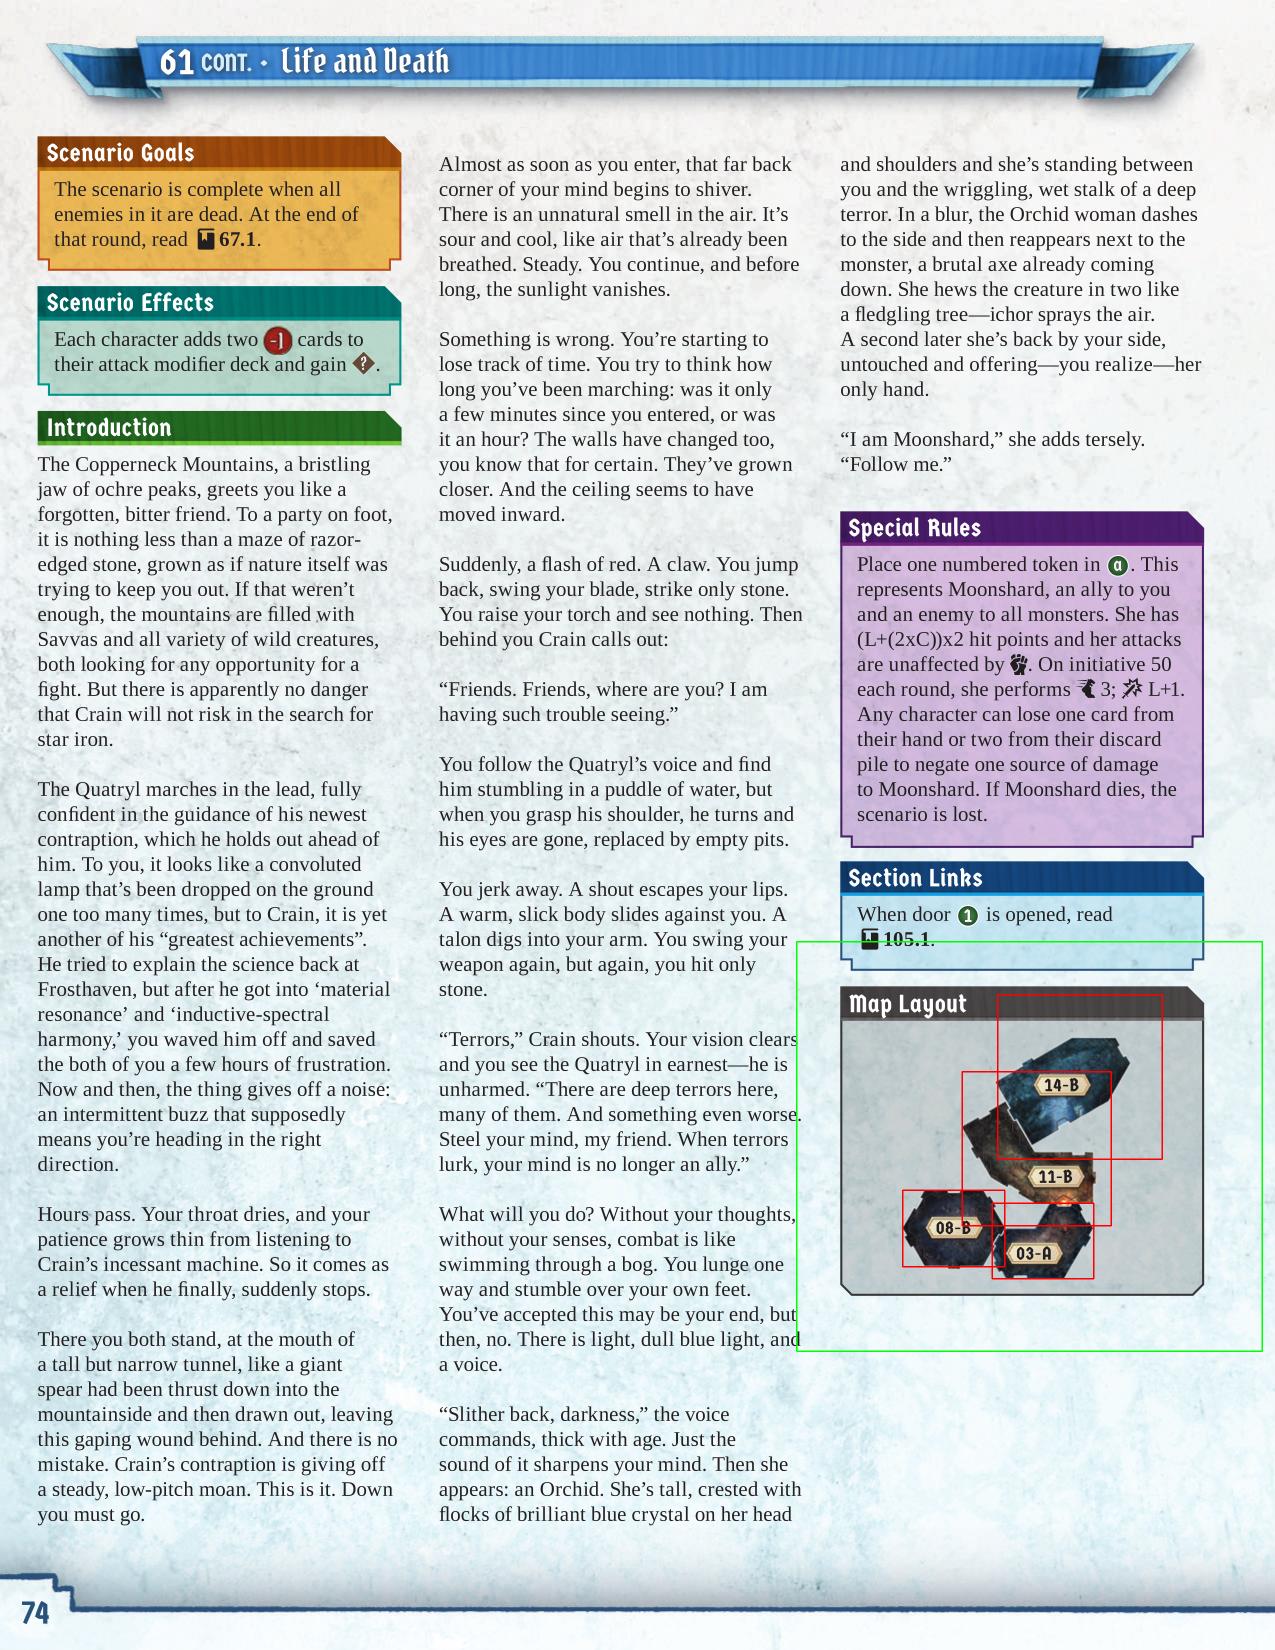 61 CONT. · Life and Death
Scenario Goals
The scenario is complete when all
enemies in it are dead. At the end of
that round, read 67.1.
Scenario Effects
Each character adds two -1 cards to
their attack modifier deck and gain ?.
Introduction
The Copperneck Mountains, a bristling
jaw of ochre peaks, greets you like a
forgotten, bitter friend. To a party on foot,
it is nothing less than a maze of razor-
edged stone, grown as if nature itself was
trying to keep you out. If that weren’t
enough, the mountains are filled with
Savvas and all variety of wild creatures,
both looking for any opportunity for a
fight. But there is apparently no danger
that Crain will not risk in the search for
star iron.
The Quatryl marches in the lead, fully
confident in the guidance of his newest
contraption, which he holds out ahead of
him. To you, it looks like a convoluted
lamp that’s been dropped on the ground
one too many times, but to Crain, it is yet
another of his “greatest achievements”.
He tried to explain the science back at
Frosthaven, but after he got into ‘material
resonance’ and ‘inductive-spectral
harmony,’ you waved him off and saved
the both of you a few hours of frustration.
Now and then, the thing gives off a noise:
an intermittent buzz that supposedly
means you’re heading in the right
direction.
Hours pass. Your throat dries, and your
patience grows thin from listening to
Crain’s incessant machine. So it comes as
a relief when he finally, suddenly stops.
There you both stand, at the mouth of
a tall but narrow tunnel, like a giant
spear had been thrust down into the
mountainside and then drawn out, leaving
this gaping wound behind. And there is no
mistake. Crain’s contraption is giving off
a steady, low-pitch moan. This is it. Down
you must go.
Almost as soon as you enter, that far back
corner of your mind begins to shiver.
There is an unnatural smell in the air. It’s
sour and cool, like air that’s already been
breathed. Steady. You continue, and before
long, the sunlight vanishes.
Something is wrong. You’re starting to
lose track of time. You try to think how
long you’ve been marching: was it only
a few minutes since you entered, or was
it an hour? The walls have changed too,
you know that for certain. They’ve grown
closer. And the ceiling seems to have
moved inward.
Suddenly, a flash of red. A claw. You jump
back, swing your blade, strike only stone.
You raise your torch and see nothing. Then
behind you Crain calls out:
“Friends. Friends, where are you? I am
having such trouble seeing.”
You follow the Quatryl’s voice and find
him stumbling in a puddle of water, but
when you grasp his shoulder, he turns and
his eyes are gone, replaced by empty pits.
You jerk away. A shout escapes your lips.
A warm, slick body slides against you. A
talon digs into your arm. You swing your
weapon again, but again, you hit only
stone.
“Terrors,” Crain shouts. Your vision clears
and you see the Quatryl in earnest—he is
unharmed. “There are deep terrors here,
many of them. And something even worse.
Steel your mind, my friend. When terrors
lurk, your mind is no longer an ally.”
What will you do? Without your thoughts,
without your senses, combat is like
swimming through a bog. You lunge one
way and stumble over your own feet.
You’ve accepted this may be your end, but
then, no. There is light, dull blue light, and
a voice.
“Slither back, darkness,” the voice
commands, thick with age. Just the
sound of it sharpens your mind. Then she
appears: an Orchid. She’s tall, crested with
flocks of brilliant blue crystal on her head
and shoulders and she’s standing between
you and the wriggling, wet stalk of a deep
terror. In a blur, the Orchid woman dashes
to the side and then reappears next to the
monster, a brutal axe already coming
down. She hews the creature in two like
a fledgling tree—ichor sprays the air.
A second later she’s back by your side,
untouched and offering—you realize—her
only hand.
“I am Moonshard,” she adds tersely.
“Follow me.”
Special Rules
Place one numbered token in a. This
represents Moonshard, an ally to you
and an enemy to all monsters. She has
(L+(2xC))x2 hit points and her attacks
are unaffected by . On initiative 50
each round, she performs 3; L+1.
Any character can lose one card from
their hand or two from their discard
pile to negate one source of damage
to Moonshard. If Moonshard dies, the
scenario is lost.
Section Links
When door 1 is opened, read
105.1.
Map Layout
14-B
11-B
08-B
03-A
74